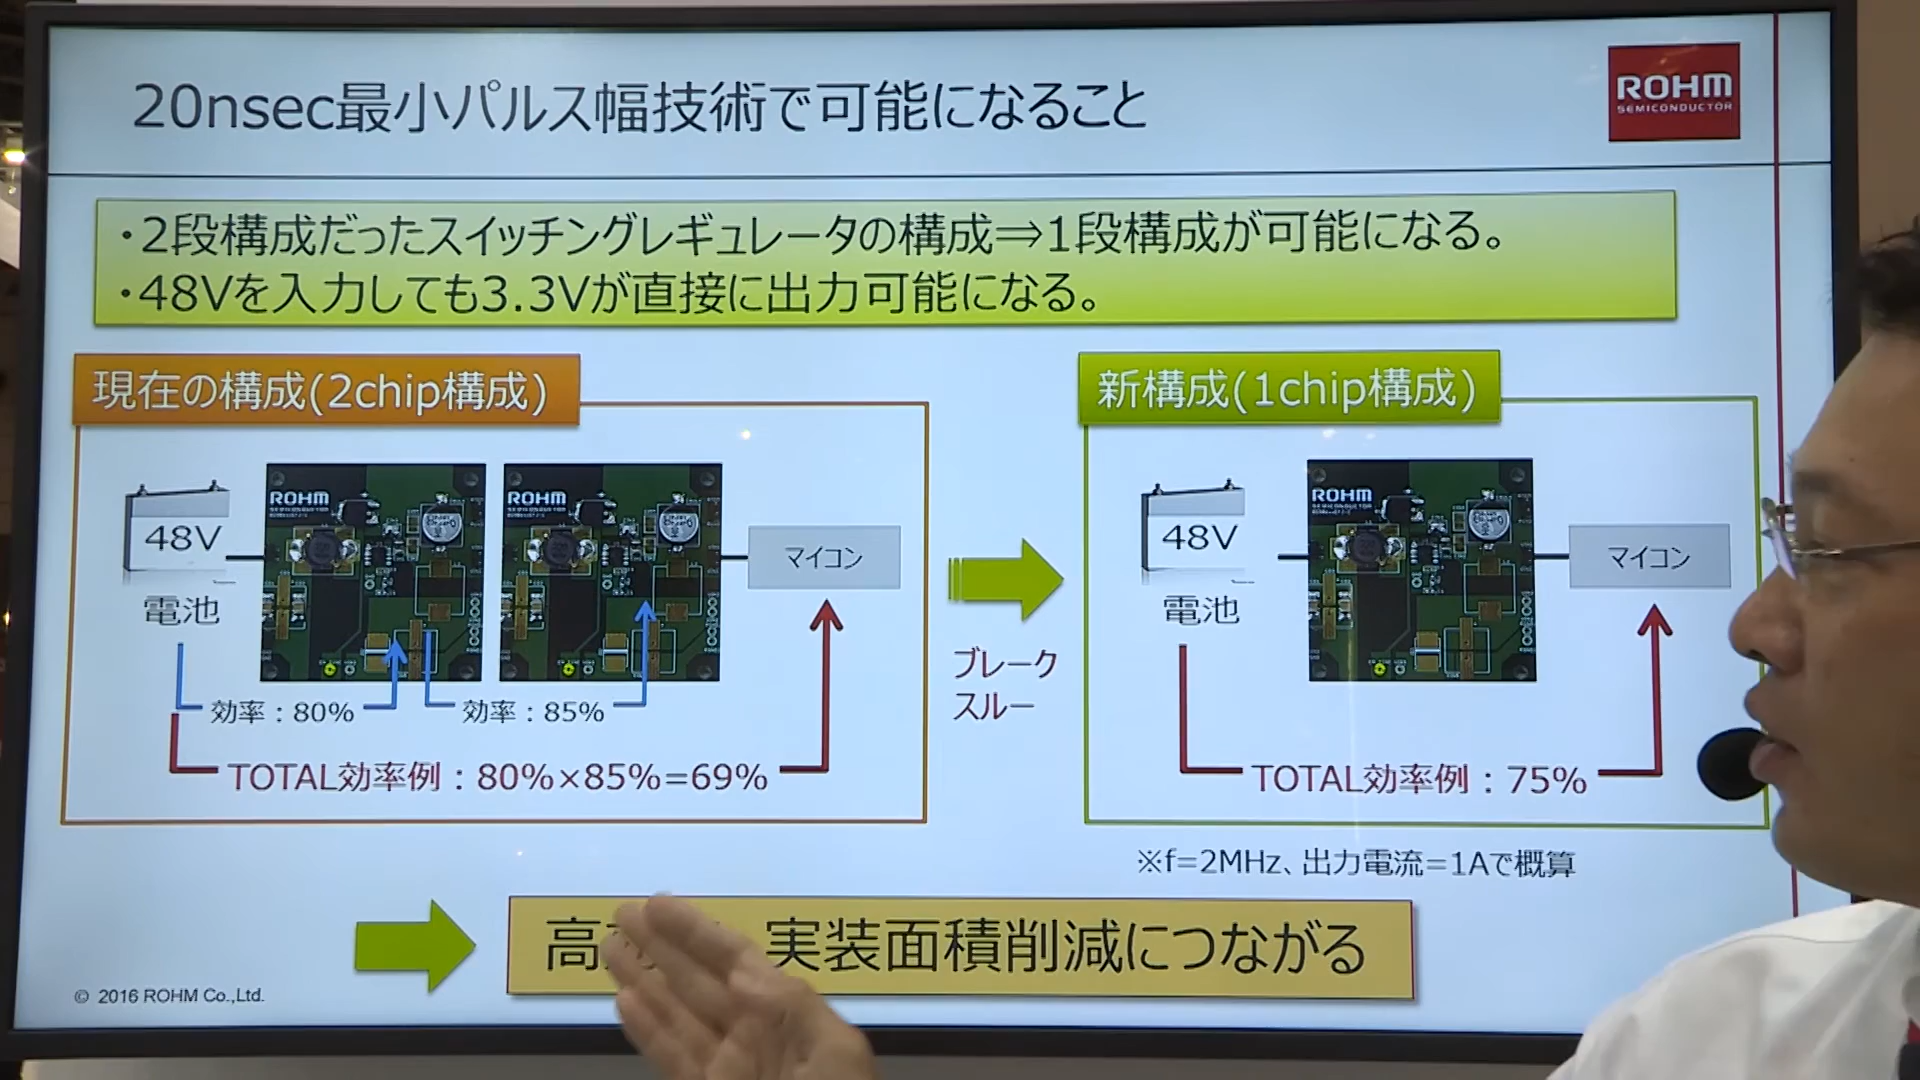 20nsec最小パルス幅技術で可能になること
ROHM
SEMICONDUCTOR
・2段構成だったスイッチングレギュレータの構成⇒1段構成が可能になる。
・48Vを入力しても3.3Vが直接に出力可能になる。
現在の構成(2chip構成)
48V
電池
ROHM
ROHM
マイコン
効率：80%
効率：85%
TOTAL効率例：80%×85%=69%
ブレーク
スルー
新構成(1chip構成)
48V
電池
ROHM
マイコン
TOTAL効率例：75%
※f=2MHz、出力電流=1Aで概算
高 実装面積削減につながる
© 2016 ROHM Co.,Ltd.